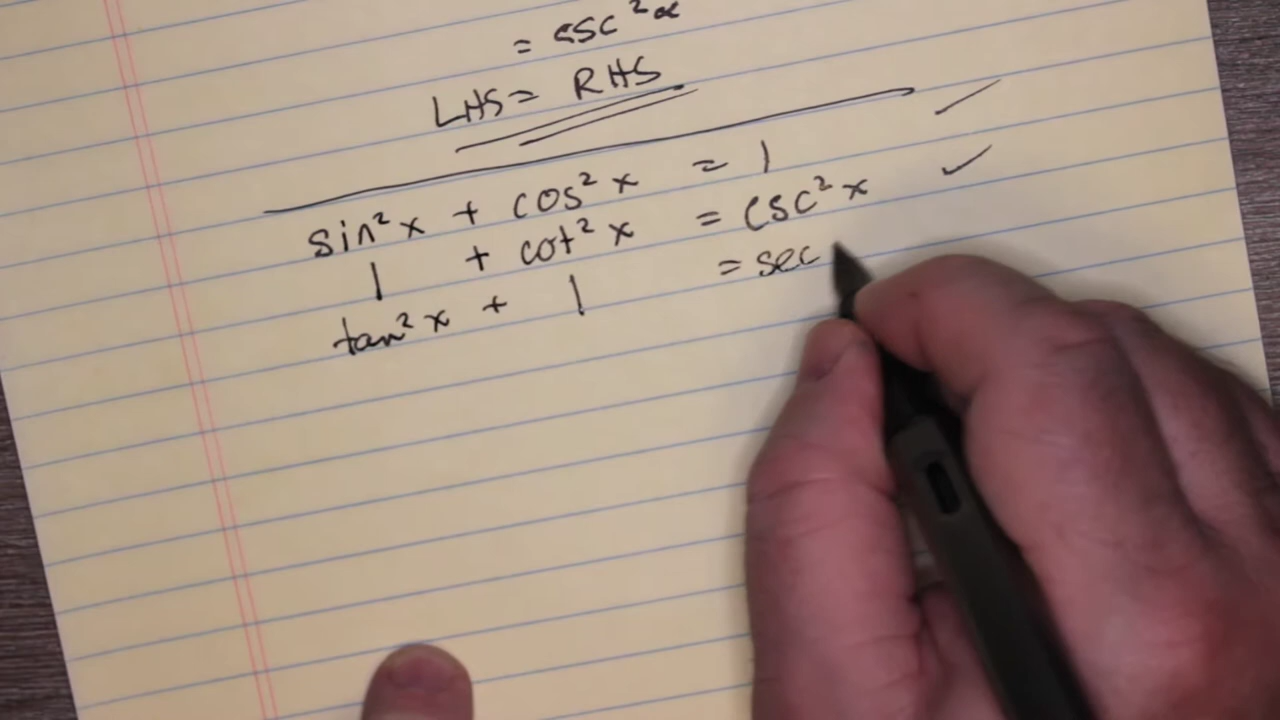 = csc²α
LHS = RHS
sin²x + cos²x = 1 ✓
1 + cot²x = csc²x ✓
tan²x + 1 = sec